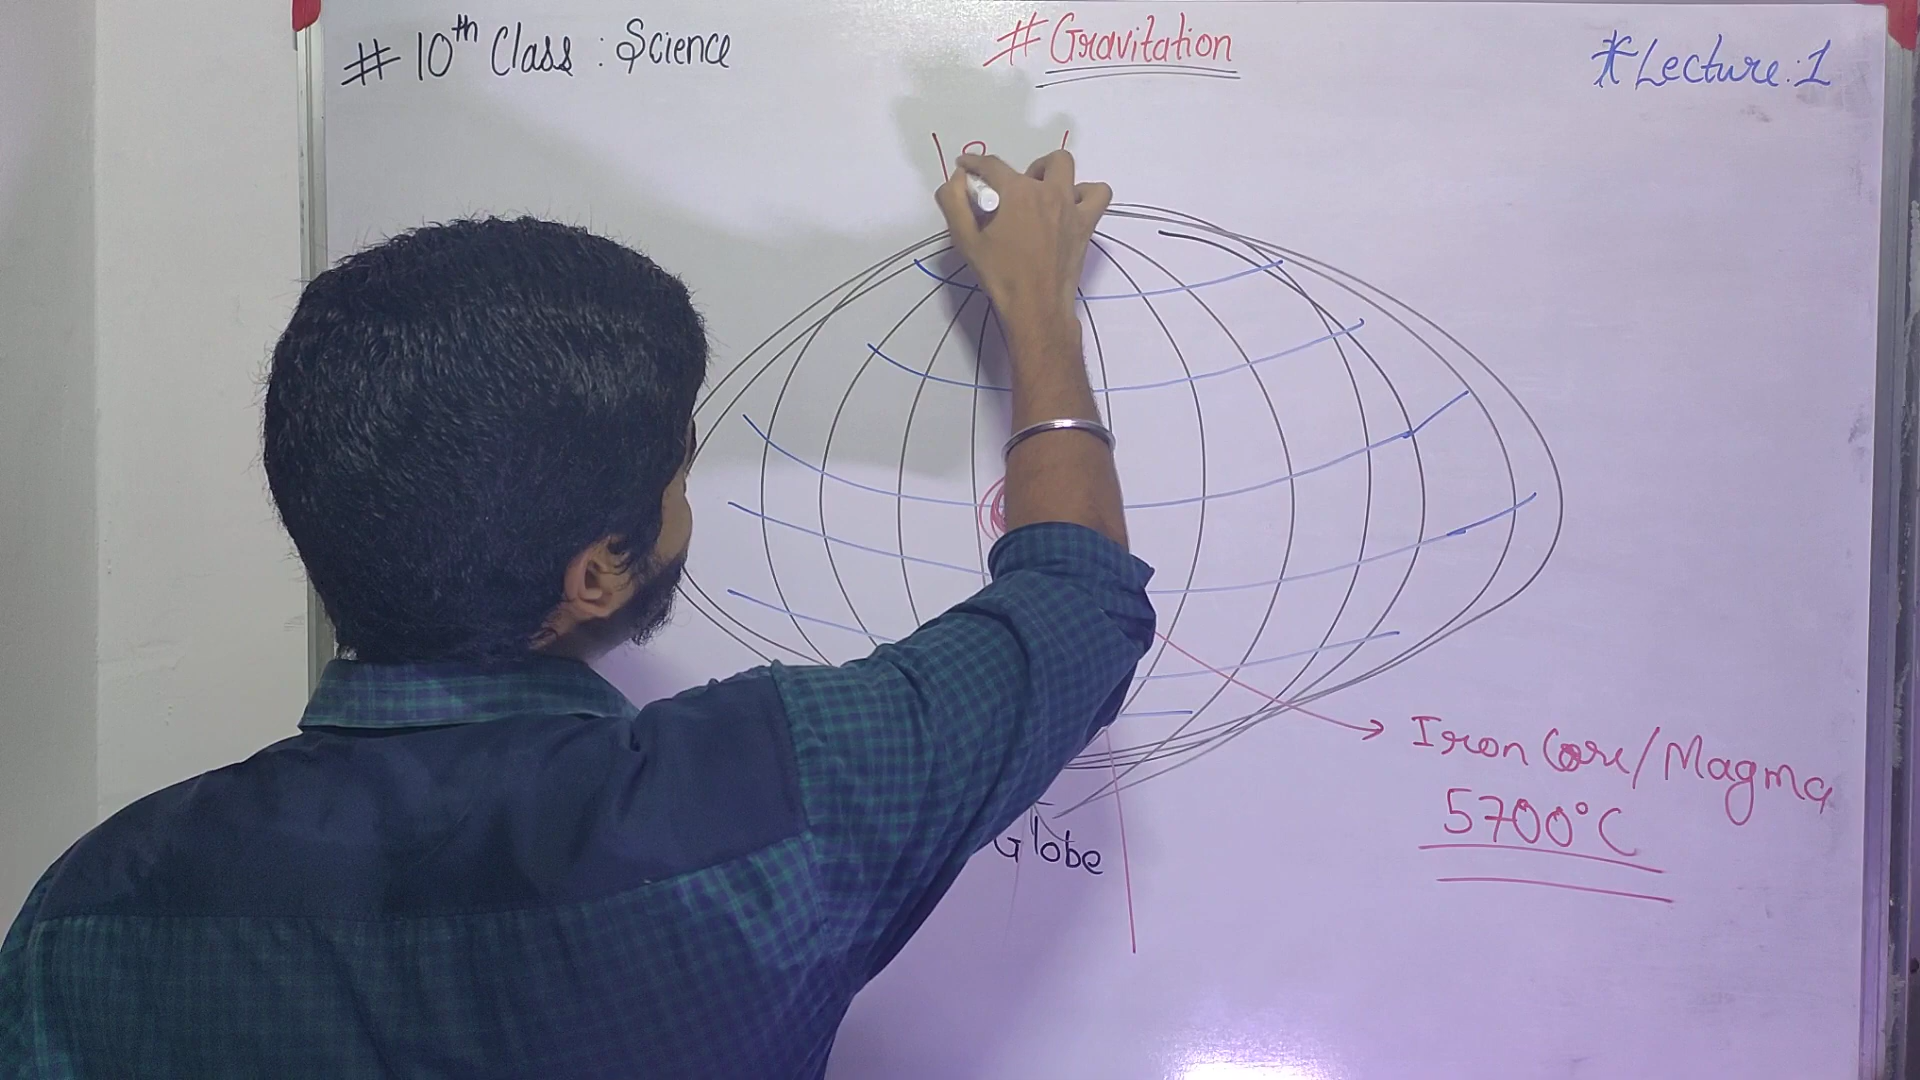 # 10th Class : Science
# Gravitation
* Lecture : 1
Iron Core/Magma
5700°C
Globe